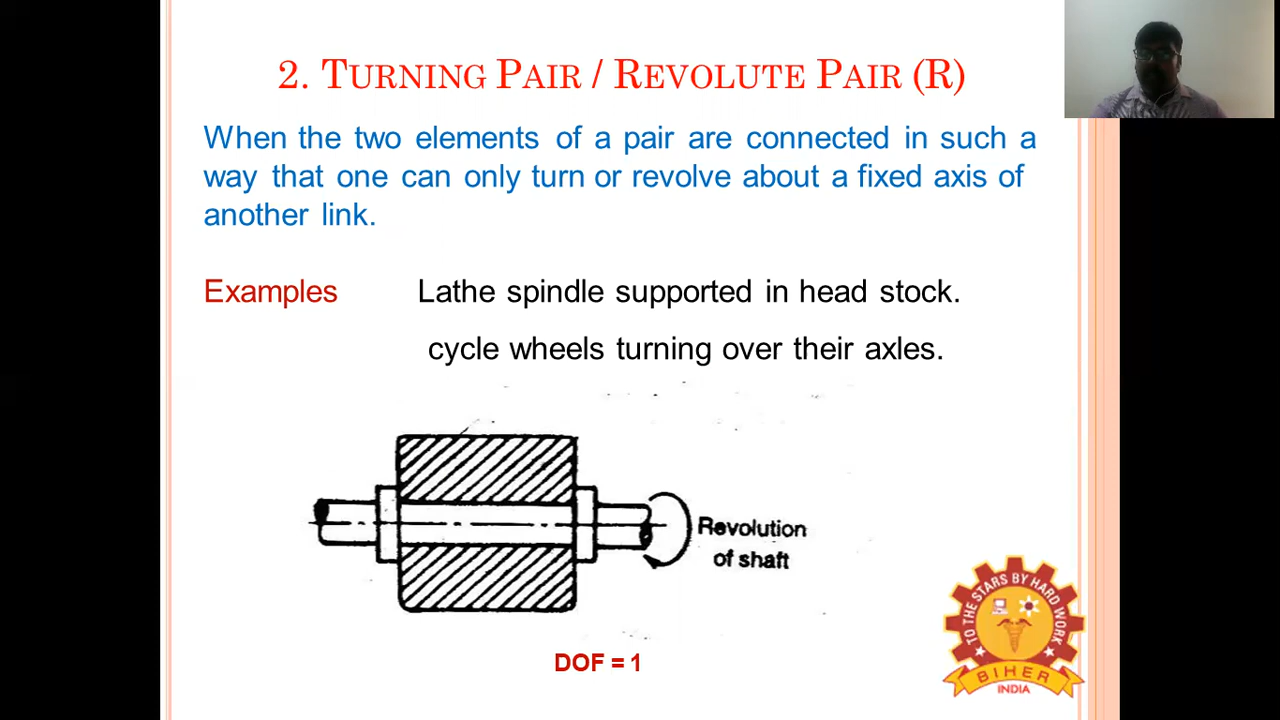 2. TURNING PAIR / REVOLUTE PAIR (R)
When the two elements of a pair are connected in such a
way that one can only turn or revolve about a fixed axis of
another link.
Examples Lathe spindle supported in head stock.
cycle wheels turning over their axles.
Revolution
of shaft
DOF = 1
TO THE STARS BY HARD WORK
BIHER
INDIA